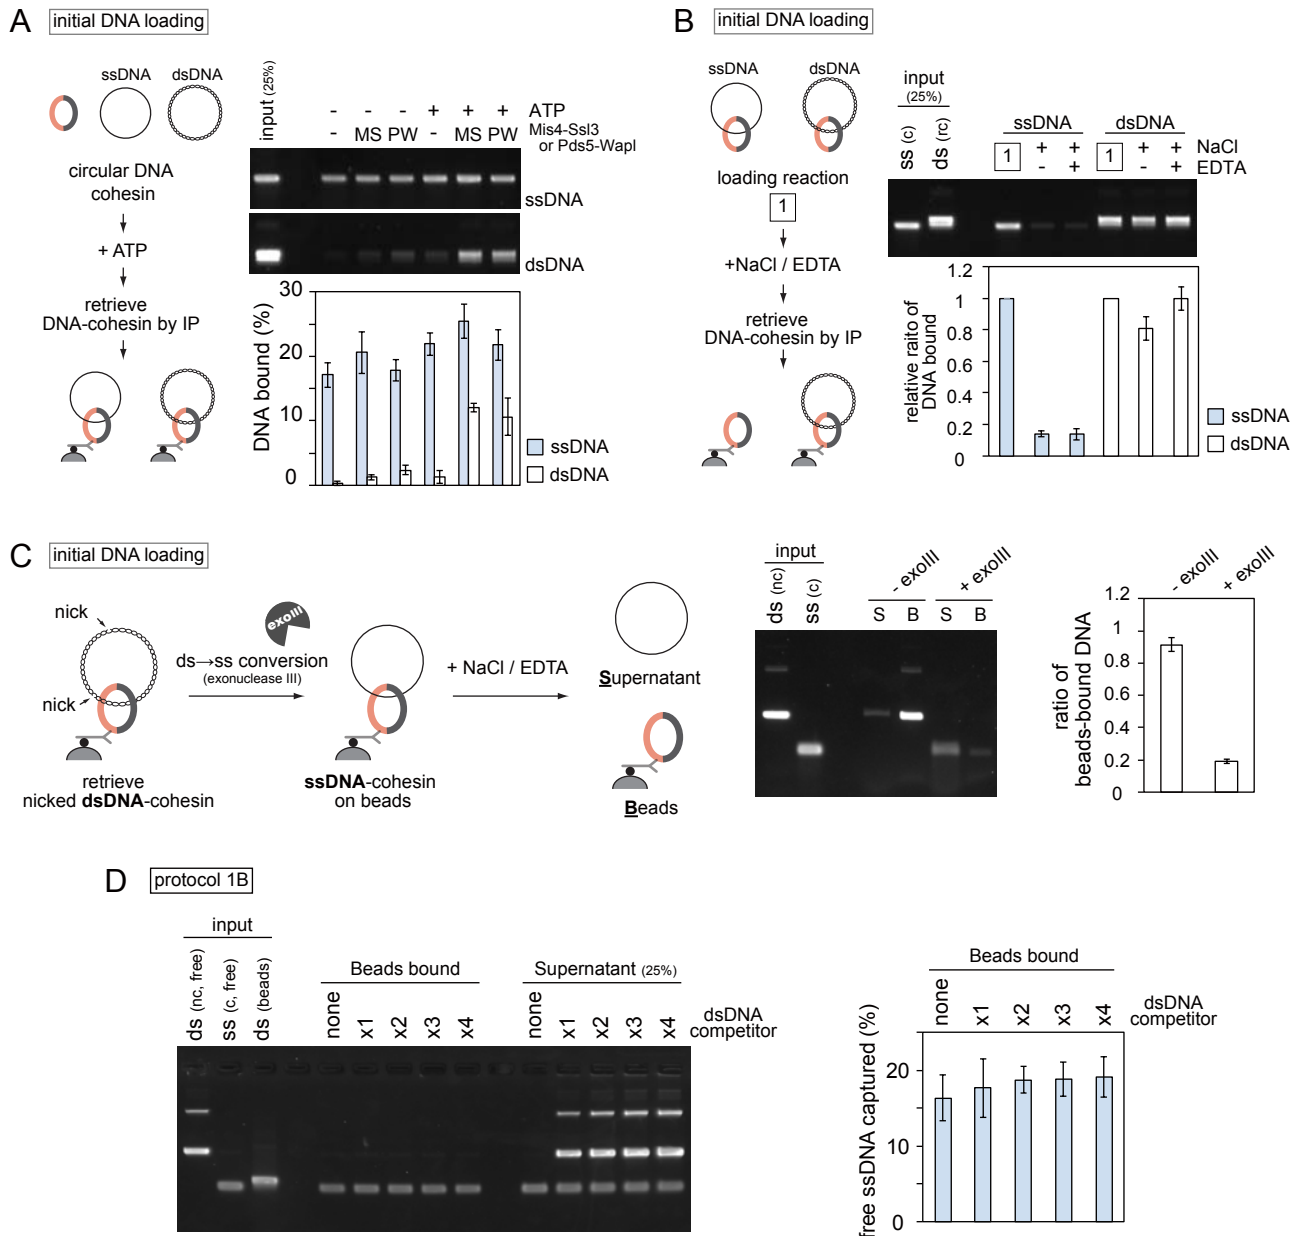 A
initial DNA loading
ssDNA
dsDNA
circular DNA
cohesin
+ ATP
retrieve
DNA-cohesin by IP
input (25%)
- - - + + + ATP
- MS PW - MS PW Mis4-Ssl3
or Pds5-Wapl
ssDNA
dsDNA
DNA bound (%)
30
20
10
0
ssDNA
dsDNA
B
initial DNA loading
ssDNA
dsDNA
loading reaction
1
+NaCl / EDTA
retrieve
DNA-cohesin by IP
input
(25%)
ss (c)
ds (rc)
ssDNA
dsDNA
1 + + 1 + + NaCl
- + - + EDTA
relative raito of
DNA bound
1.2
1
0.8
0.6
0.4
0.2
0
ssDNA
dsDNA
C
initial DNA loading
nick
nick
retrieve
nicked dsDNA-cohesin
exoIII
ds→ss conversion
(exonuclease III)
ssDNA-cohesin
on beads
+ NaCl / EDTA
Supernatant
Beads
input
ds (nc)
ss (c)
- exoIII
+ exoIII
S B S B
- exoIII
+ exoIII
ratio of
beads-bound DNA
1.2
1
0.8
0.6
0.4
0.2
0
D
protocol 1B
input
ds (nc, free)
ss (c, free)
ds (beads)
Beads bound
none x1 x2 x3 x4
Supernatant (25%)
none x1 x2 x3 x4
dsDNA
competitor
Beads bound
none x1 x2 x3 x4
dsDNA
competitor
free ssDNA captured (%)
20
10
0